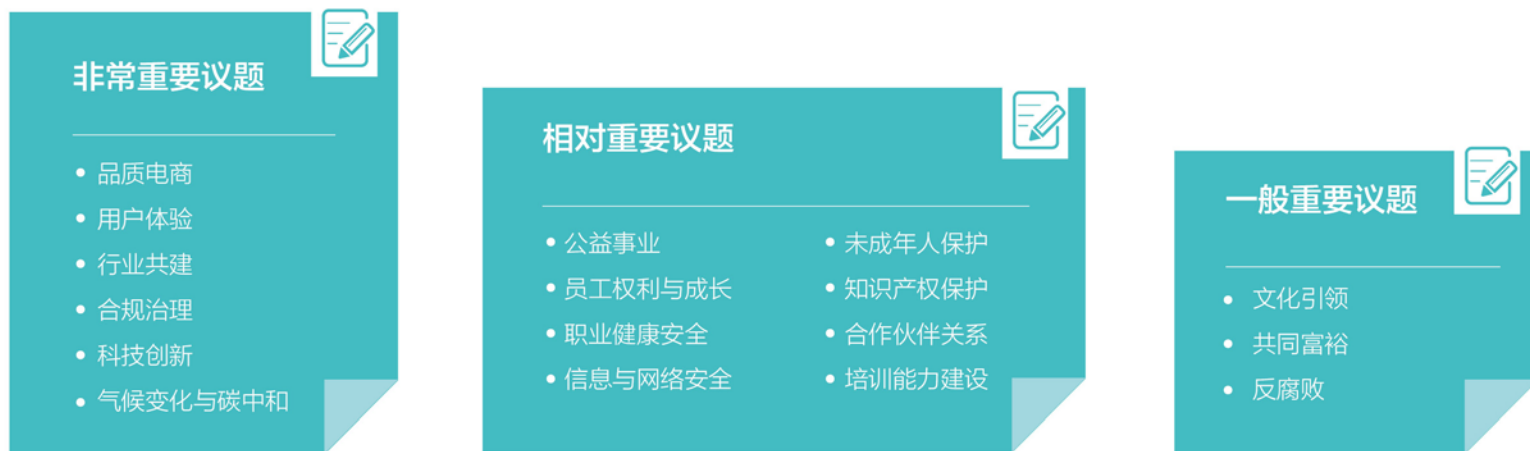 非常重要议题
品质电商
用户体验
行业共建
合规治理
科技创新
气候变化与碳中和
相对重要议题
公益事业
员工权利与成长
职业健康安全
信息与网络安全
未成年人保护
知识产权保护
合作伙伴关系
培训能力建设
一般重要议题
文化引领
共同富裕
反腐败